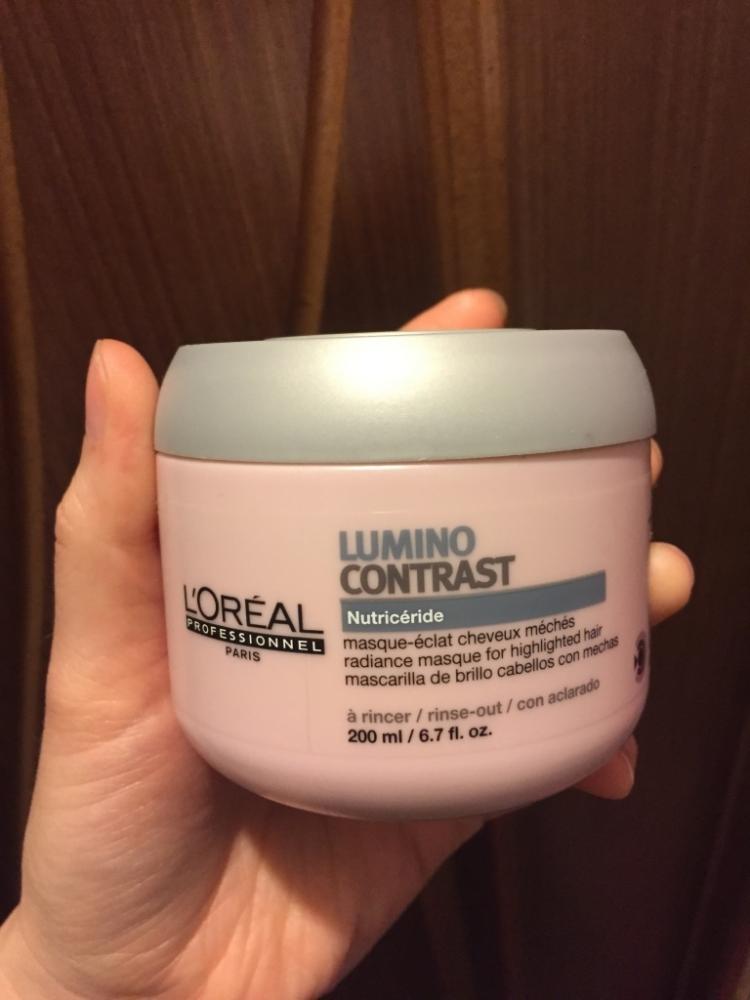 L'ORÉAL
PROFESSIONNEL
PARIS
LUMINO
CONTRAST
Nutricéride
masque-éclat cheveux méchés
radiance masque for highlighted hair
mascarilla de brillo cabellos con mechas
à rincer / rinse-out / con aclarado
200 ml / 6.7 fl. oz.